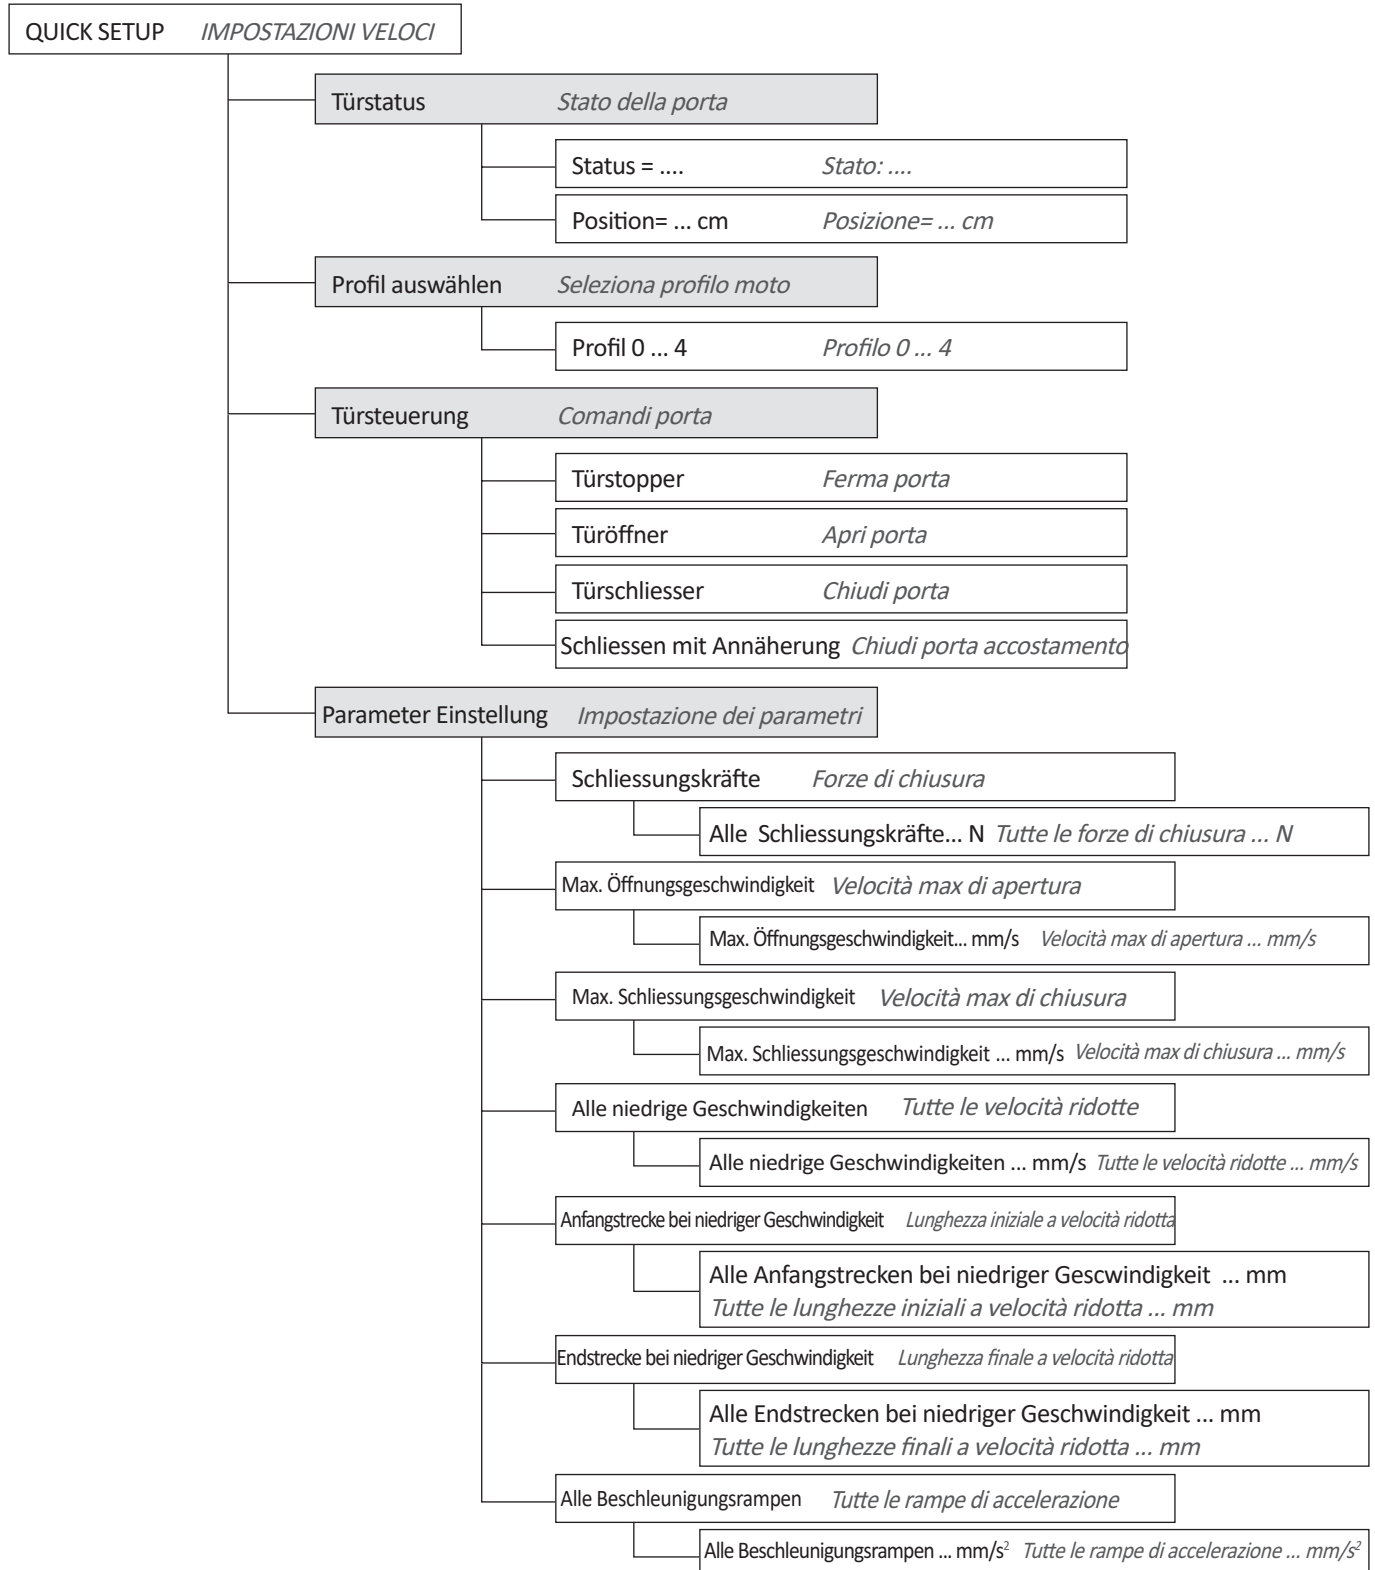 QUICK SETUP IMPOSTAZIONI VELOCI
Türstatus Stato della porta
Status = .... Stato: ....
Position= ... cm Posizione= ... cm
Profil auswählen Seleziona profilo moto
Profil 0 ... 4 Profilo 0 ... 4
Türsteuerung Comandi porta
Türstopper Ferma porta
Türöffner Apri porta
Türschliesser Chiudi porta
Schliessen mit Annäherung Chiudi porta accostamento
Parameter Einstellung Impostazione dei parametri
Schliessungskräfte Forze di chiusura
Alle Schliessungskräfte... N Tutte le forze di chiusura ... N
Max. Öffnungsgeschwindigkeit Velocità max di apertura
Max. Öffnungsgeschwindigkeit... mm/s Velocità max di apertura ... mm/s
Max. Schliessungsgeschwindigkeit Velocità max di chiusura
Max. Schliessungsgeschwindigkeit ... mm/s Velocità max di chiusura ... mm/s
Alle niedrige Geschwindigkeiten Tutte le velocità ridotte
Alle niedrige Geschwindigkeiten ... mm/s Tutte le velocità ridotte ... mm/s
Anfangstrecke bei niedriger Geschwindigkeit Lunghezza iniziale a velocità ridotta
Alle Anfangstrecken bei niedriger Gescwindigkeit ... mm
Tutte le lunghezze iniziali a velocità ridotta ... mm
Endstrecke bei niedriger Geschwindigkeit Lunghezza finale a velocità ridotta
Alle Endstrecken bei niedriger Geschwindigkeit ... mm
Tutte le lunghezze finali a velocità ridotta ... mm
Alle Beschleunigungsrampen Tutte le rampe di accelerazione
Alle Beschleunigungsrampen ... mm/s² Tutte le rampe di accelerazione ... mm/s²